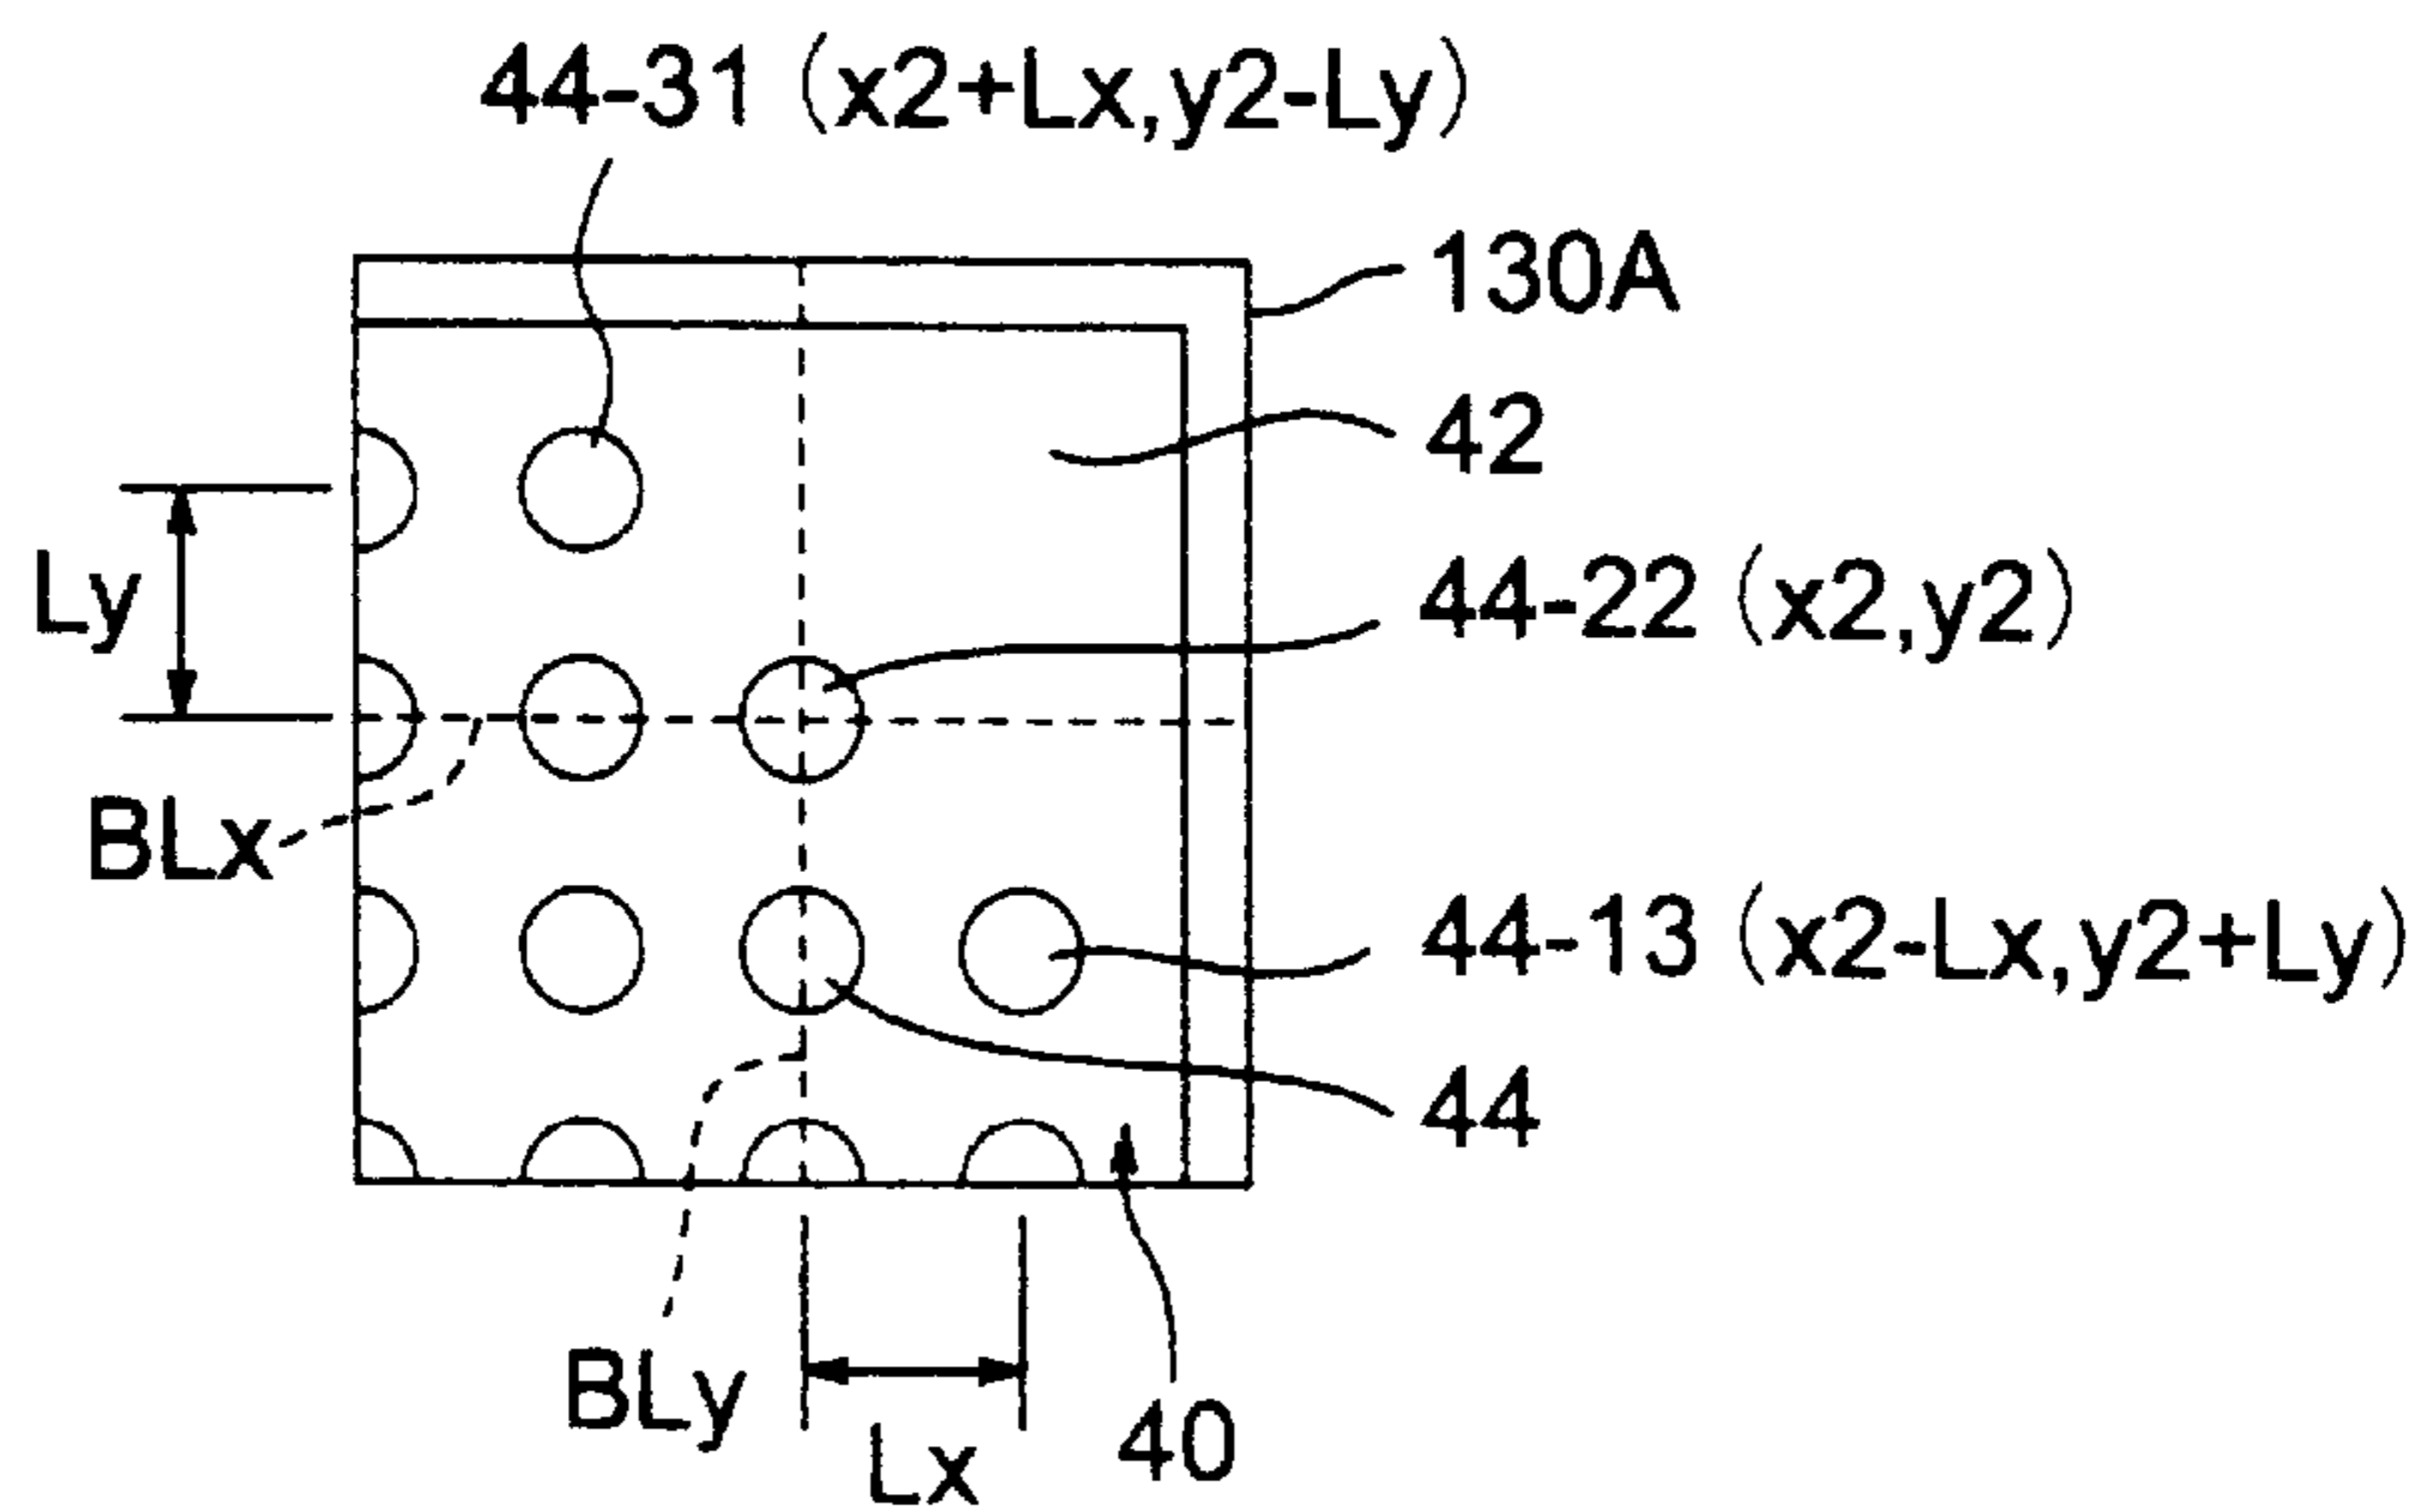 44-31 (x2+Lx,y2-Ly)
130A
42
Ly
44-22 (x2,y2)
BLx
44-13 (x2-Lx,y2+Ly)
44
BLy
Lx
40